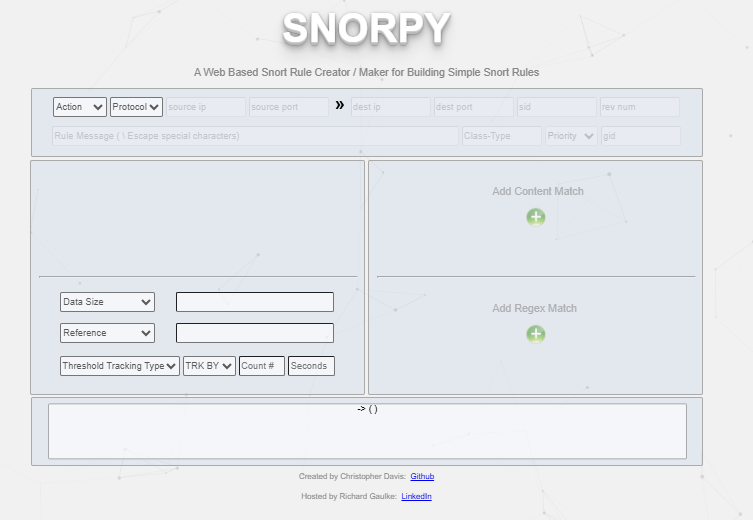 SNORPY
A Web Based Snort Rule Creator / Maker for Building Simple Snort Rules
Action Protocol source ip source port » dest ip dest port sid rev num
Rule Message ( \ Escape special characters) Class-Type Priority gid
Add Content Match
Data Size
Reference
Threshold Tracking Type TRK BY Count # Seconds
Add Regex Match
-> ( )
Created by Christopher Davis: Github
Hosted by Richard Gaulke: LinkedIn